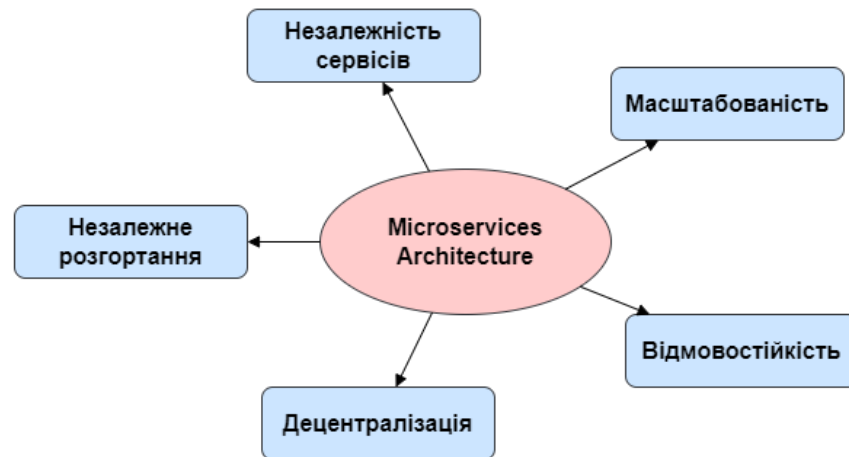 Незалежність
сервісів
Масштабованість
Незалежне
розгортання
Microservices
Architecture
Відмовостійкість
Децентралізація